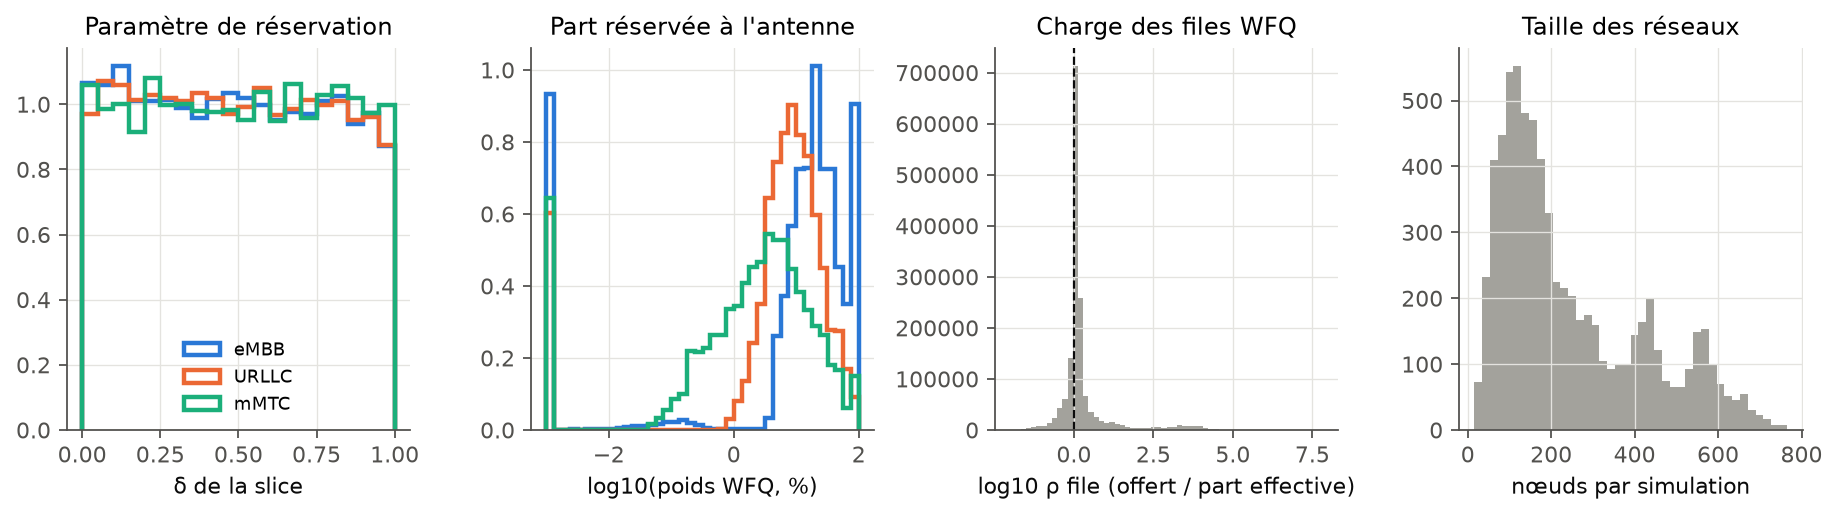 Paramètre de réservation
1.0
0.8
0.6
0.4
0.2
0.0
eMBB
URLLC
mMTC
0.00 0.25 0.50 0.75 1.00
δ de la slice
Part réservée à l'antenne
1.0
0.8
0.6
0.4
0.2
0.0
−2 0 2
log10(poids WFQ, %)
Charge des files WFQ
700000
600000
500000
400000
300000
200000
100000
0
0.0 2.5 5.0 7.5
log10 ρ file (offert / part effective)
Taille des réseaux
500
400
300
200
100
0
0 200 400 600 800
nœuds par simulation